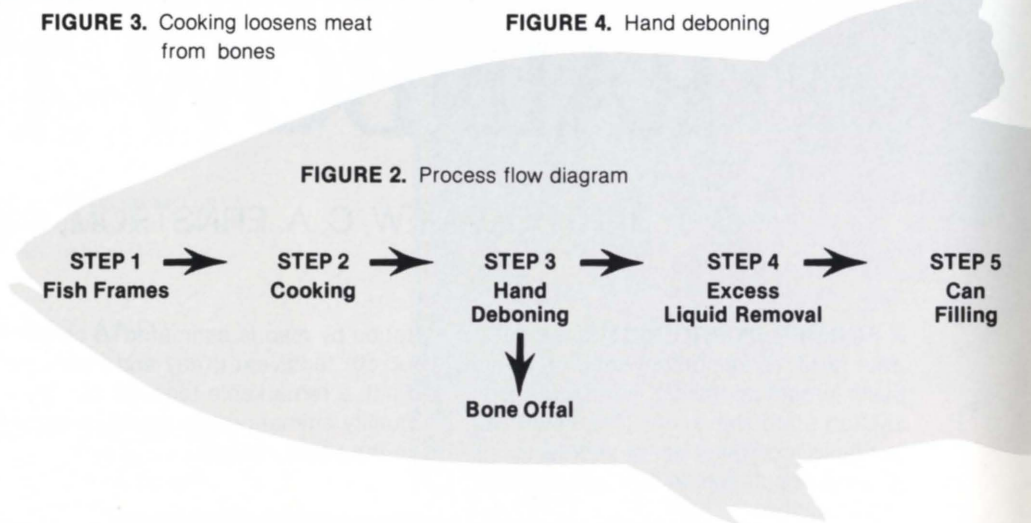 FIGURE 3. Cooking loosens meat
from bones
FIGURE 4. Hand deboning
FIGURE 2. Process flow diagram
STEP 1
Fish Frames
STEP 2
Cooking
STEP 3
Hand
Deboning
STEP 4
Excess
Liquid Removal
STEP 5
Can
Filling
Bone Offal